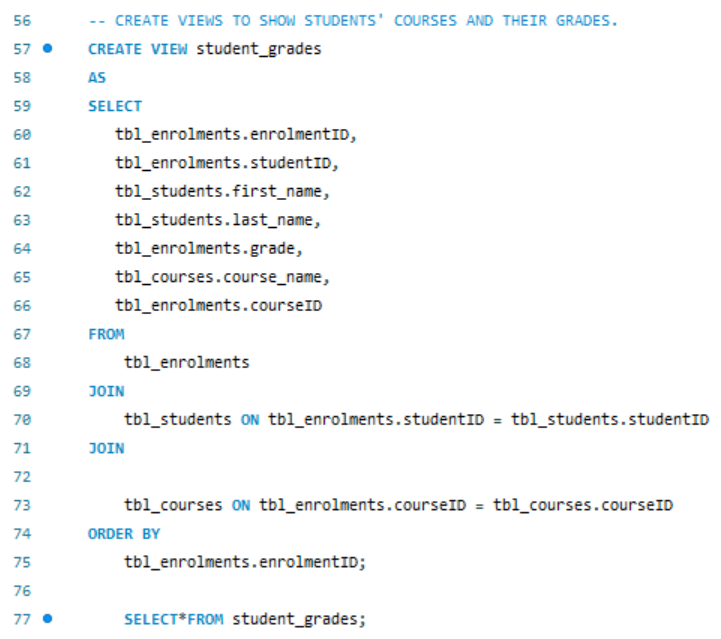 56 -- CREATE VIEWS TO SHOW STUDENTS' COURSES AND THEIR GRADES.
57 CREATE VIEW student_grades
58 AS
59 SELECT
60 tbl_enrolments.enrolmentID,
61 tbl_enrolments.studentID,
62 tbl_students.first_name,
63 tbl_students.last_name,
64 tbl_enrolments.grade,
65 tbl_courses.course_name,
66 tbl_enrolments.courseID
67 FROM
68 tbl_enrolments
69 JOIN
70 tbl_students ON tbl_enrolments.studentID = tbl_students.studentID
71 JOIN
72
73 tbl_courses ON tbl_enrolments.courseID = tbl_courses.courseID
74 ORDER BY
75 tbl_enrolments.enrolmentID;
76
77 SELECT*FROM student_grades;